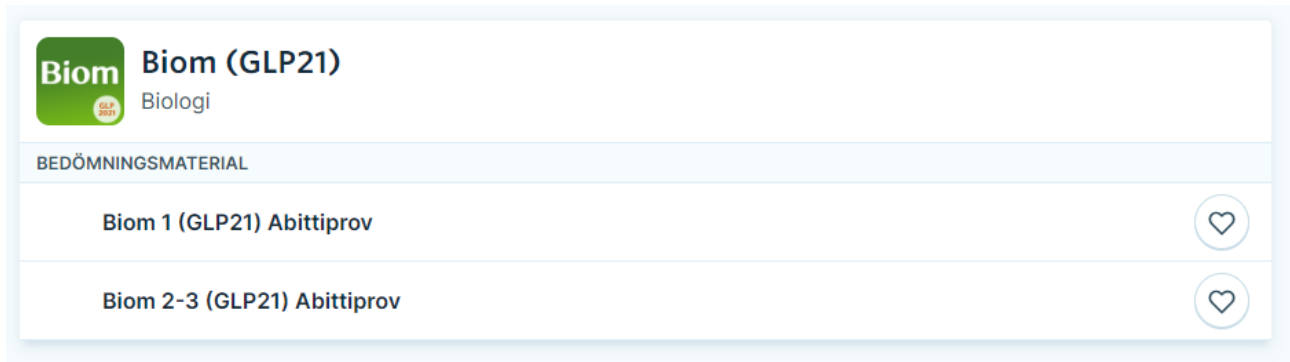 Biom
GLP
2021
Biom (GLP21)
Biologi
BEDÖMNINGSMATERIAL
Biom 1 (GLP21) Abittiprov
Biom 2-3 (GLP21) Abittiprov